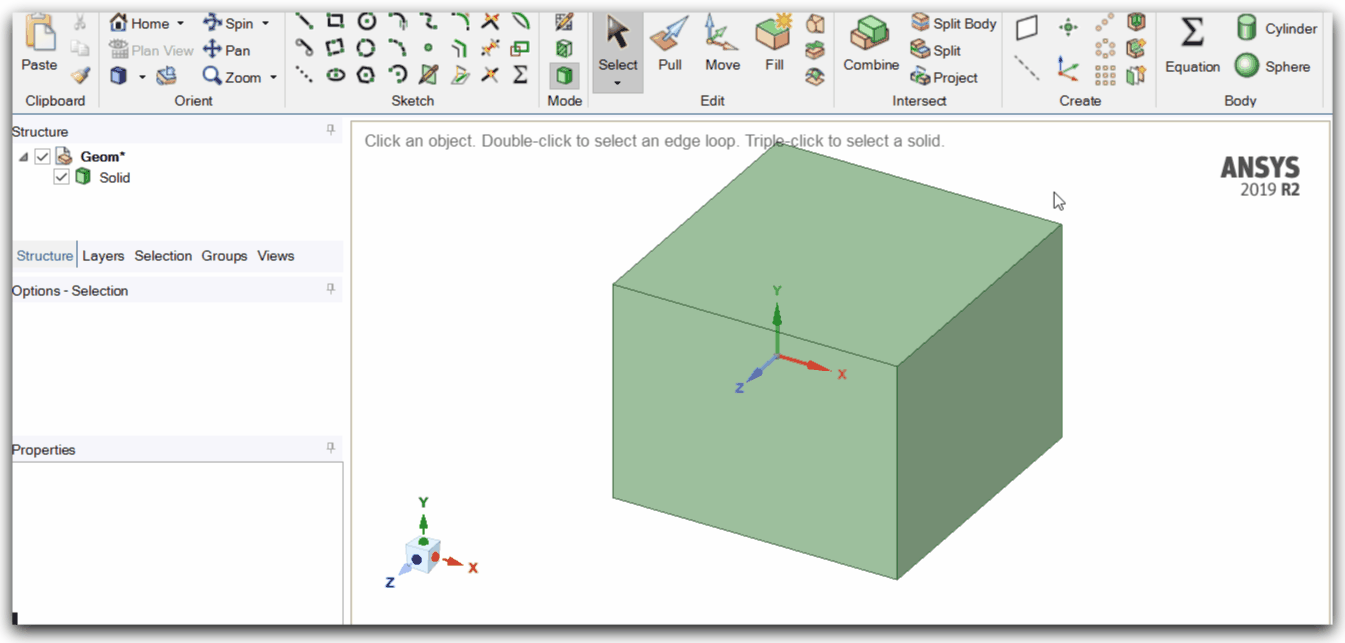 Home
Spin
Split Body
Cylinder
Plan View
Pan
Split
Paste
Select
Pull
Move
Fill
Combine
Equation
Sphere
Zoom
Project
Clipboard
Orient
Sketch
Mode
Edit
Intersect
Create
Body
Structure
Click an object. Double-click to select an edge loop. Triple-click to select a solid.
Geom*
Solid
ANSYS
2019 R2
Structure
Layers
Selection
Groups
Views
Options - Selection
Y
X
Z
Properties
Y
X
Z